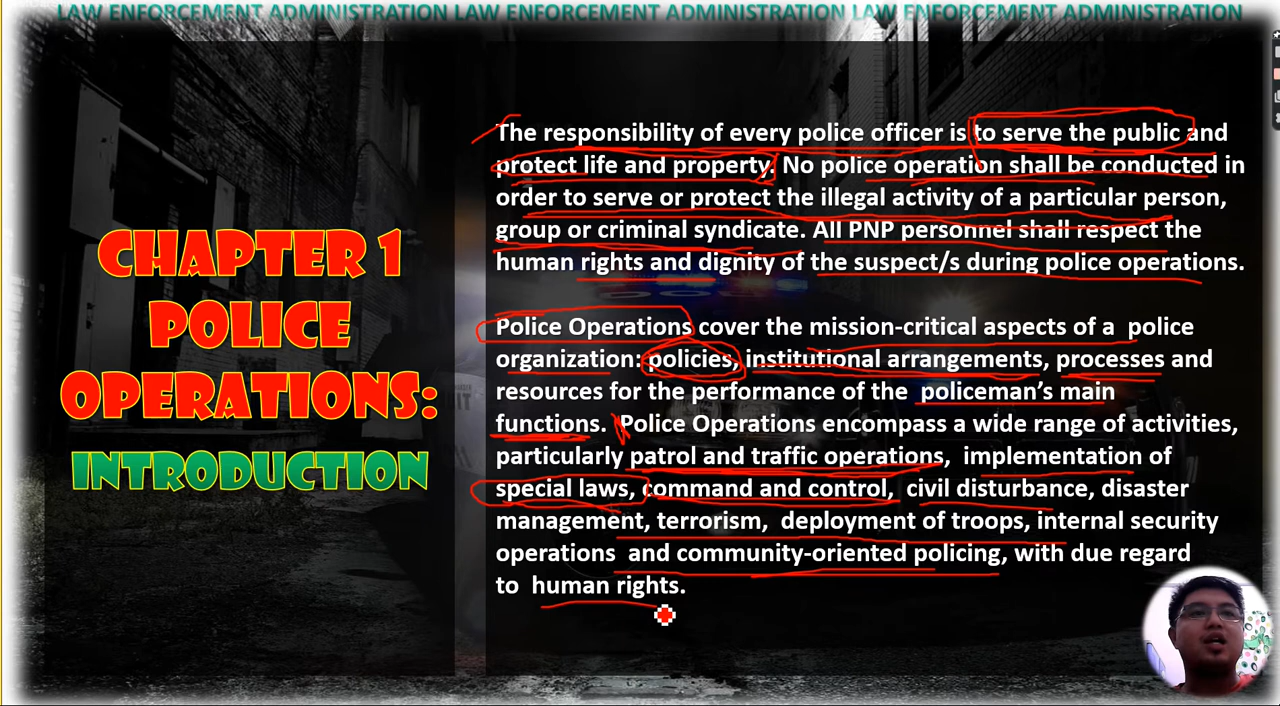 LAW ENFORCEMENT ADMINISTRATION LAW ENFORCEMENT ADMINISTRATION LAW ENFORCEMENT ADMINISTRATION
CHAPTER 1
POLICE
OPERATIONS:
INTRODUCTION
The responsibility of every police officer is to serve the public and
protect life and property. No police operation shall be conducted in
order to serve or protect the illegal activity of a particular person,
group or criminal syndicate. All PNP personnel shall respect the
human rights and dignity of the suspect/s during police operations.
Police Operations cover the mission-critical aspects of a police
organization: policies, institutional arrangements, processes and
resources for the performance of the policeman's main
functions. Police Operations encompass a wide range of activities,
particularly patrol and traffic operations, implementation of
special laws, command and control, civil disturbance, disaster
management, terrorism, deployment of troops, internal security
operations and community-oriented policing, with due regard
to human rights.